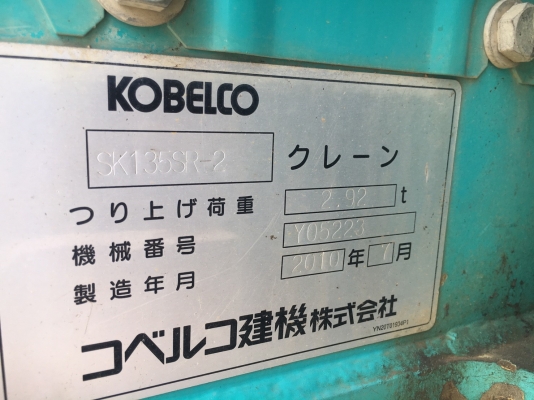 KOBELCO
SK135SR-2 クレーン
つり上げ荷重 2.92 t
機械番号 Y05223
製造年月 2010 年 7 月
コベルコ建機株式会社